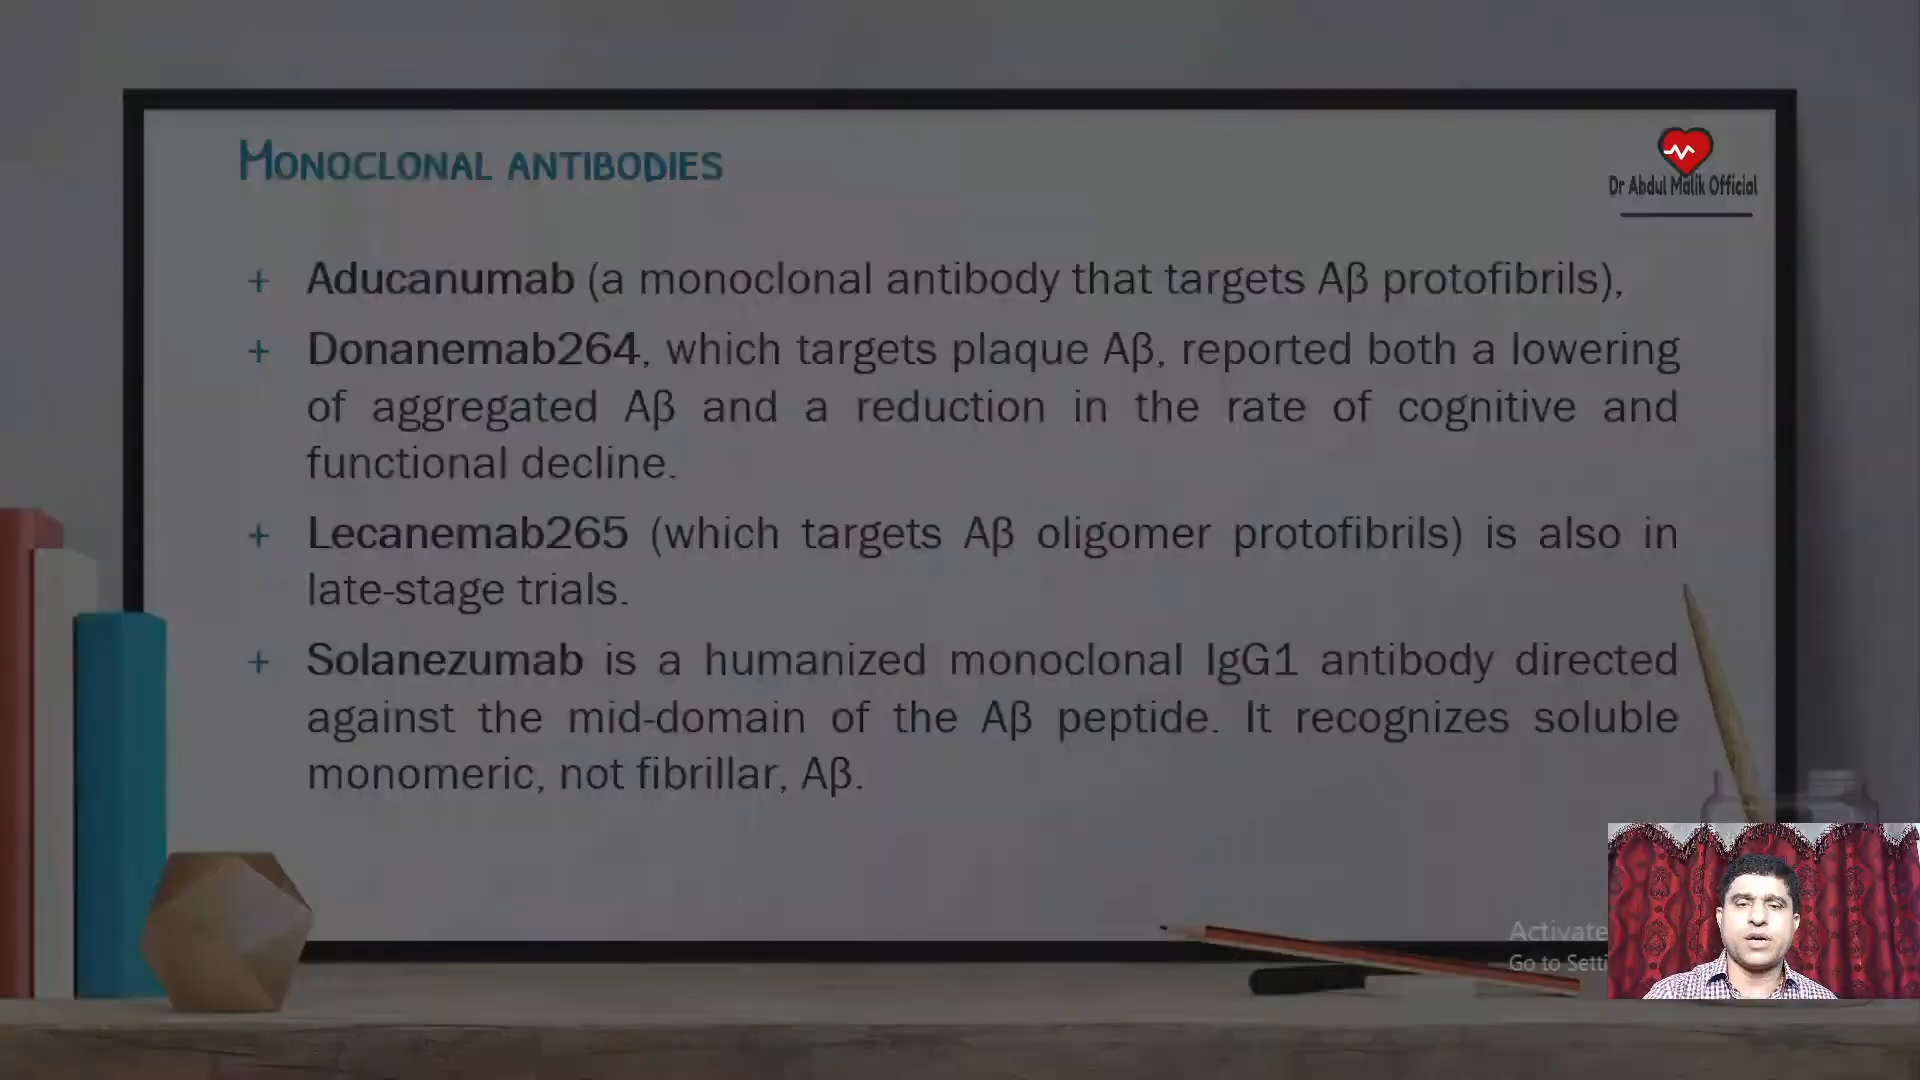 MONOCLONAL ANTIBODIES
Dr Abdul Malik Official
+ Aducanumab (a monoclonal antibody that targets Aβ protofibrils),
+ Donanemab264, which targets plaque Aβ, reported both a lowering
of aggregated Aβ and a reduction in the rate of cognitive and
functional decline.
+ Lecanemab265 (which targets Aβ oligomer protofibrils) is also in
late-stage trials.
+ Solanezumab is a humanized monoclonal IgG1 antibody directed
against the mid-domain of the Aβ peptide. It recognizes soluble
monomeric, not fibrillar, Aβ.
Activate
Go to Setti